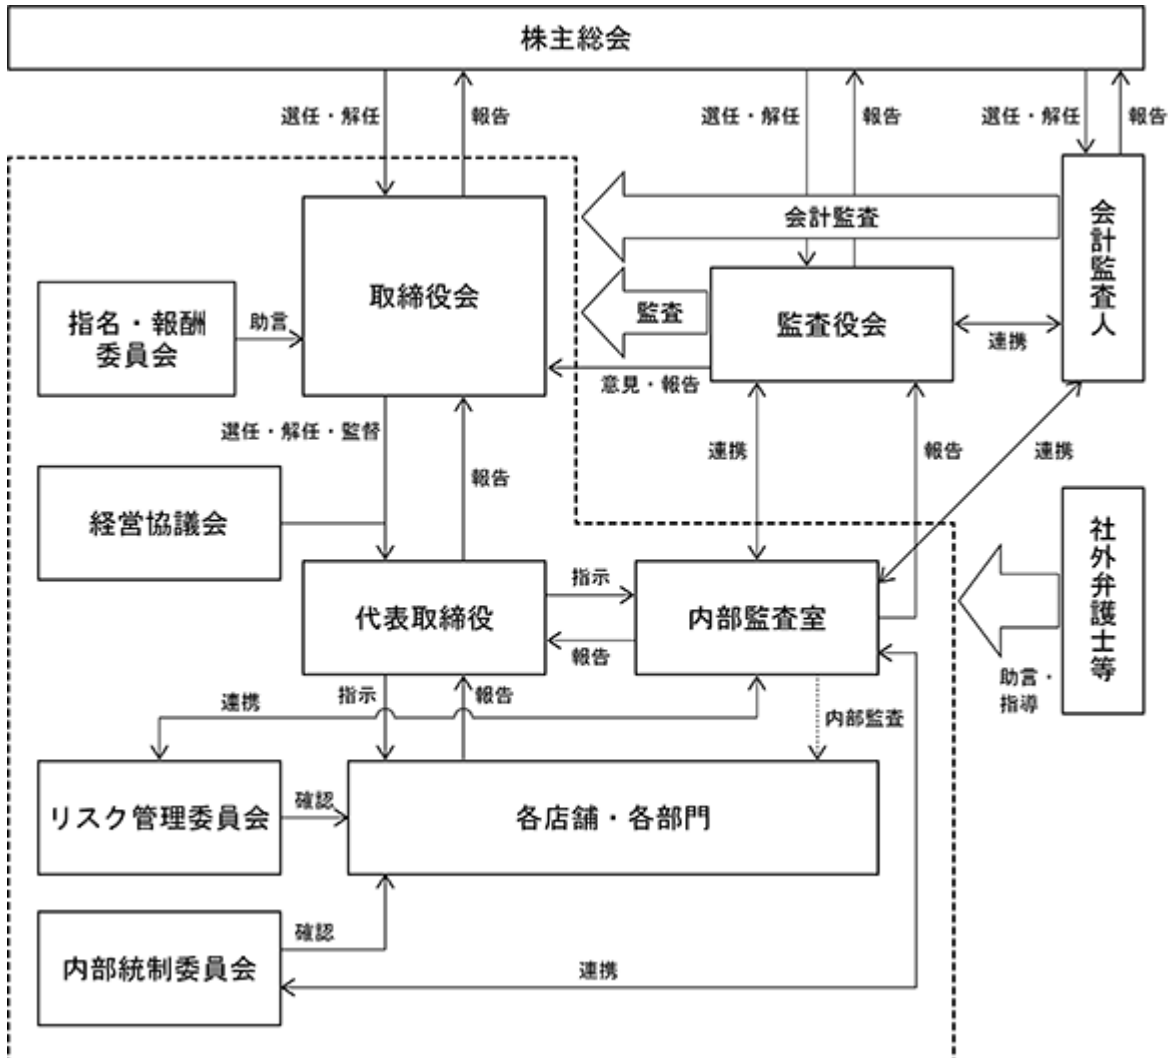 株主総会
選任・解任
報告
選任・解任
報告
選任・解任
報告
会計監査
会計監査人
取締役会
指名・報酬
委員会
助言
監査
監査役会
連携
意見・報告
選任・解任・監督
報告
連携
報告
連携
経営協議会
社外弁護士等
代表取締役
指示
報告
内部監査室
助言・
指導
連携
指示
報告
内部監査
リスク管理委員会
確認
各店舗・各部門
内部統制委員会
確認
連携